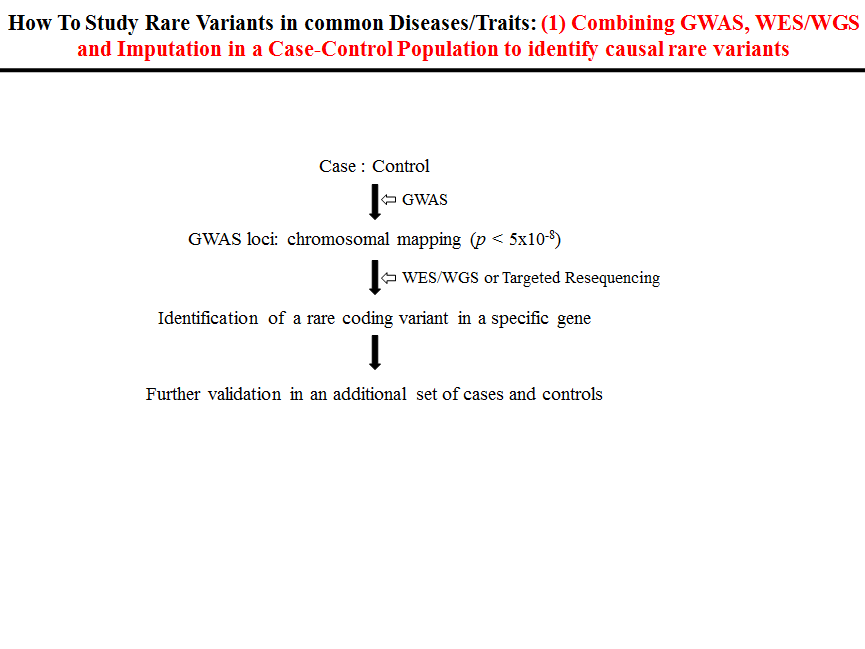 How To Study Rare Variants in common Diseases/Traits: (1) Combining GWAS, WES/WGS
and Imputation in a Case-Control Population to identify causal rare variants
Case : Control
GWAS
GWAS loci: chromosomal mapping (p < 5x10⁻⁸)
WES/WGS or Targeted Resequencing
Identification of a rare coding variant in a specific gene
Further validation in an additional set of cases and controls